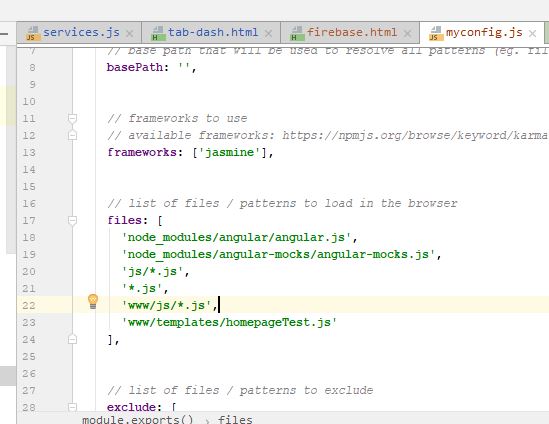 services.js × tab-dash.html × firebase.html × myconfig.js ×
7 // base path that will be used to resolve all patterns (eg. fil
8 basePath: '',
9
10
11 // frameworks to use
12 // available frameworks: https://npmjs.org/browse/keyword/karma
13 frameworks: ['jasmine'],
14
15
16 // list of files / patterns to load in the browser
17 files: [
18 'node_modules/angular/angular.js',
19 'node_modules/angular-mocks/angular-mocks.js',
20 'js/*.js',
21 '*.js',
22 'www/js/*.js',
23 'www/templates/homepageTest.js'
24 ],
25
26
27 // list of files / patterns to exclude
28 exclude: [
module.exports() › files